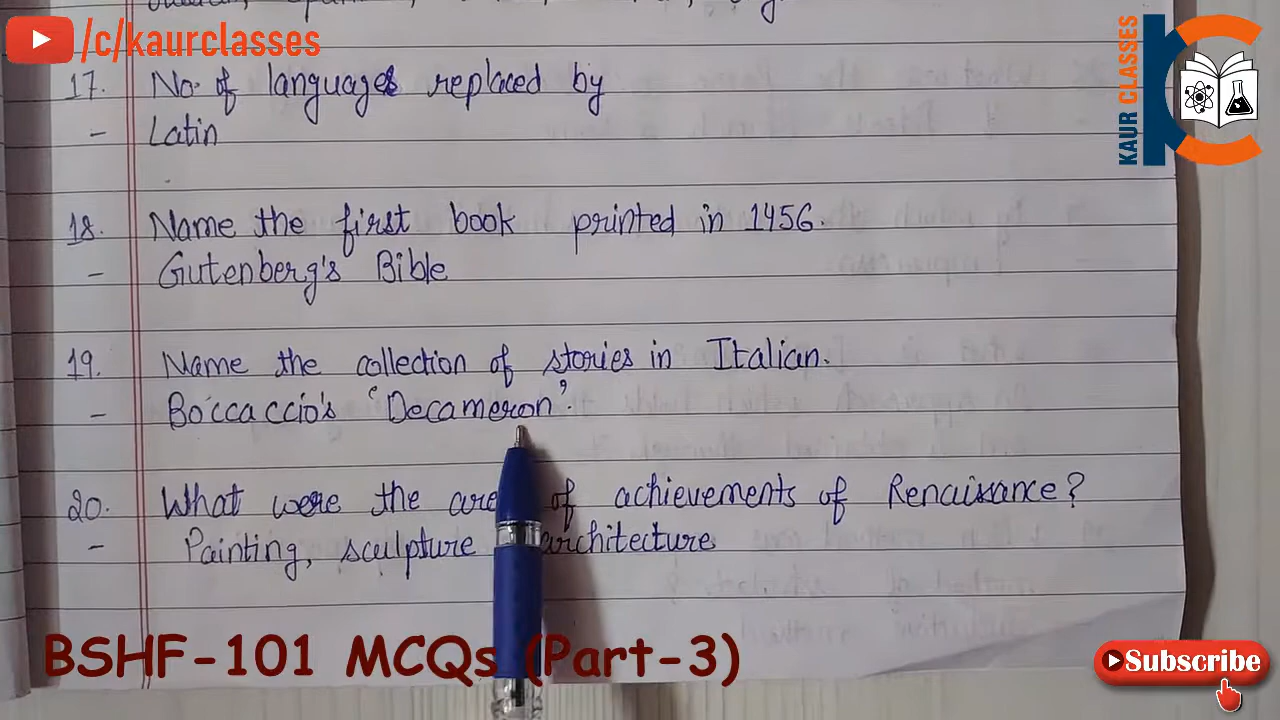 /c/kaurclasses
KAUR CLASSES
17. No. of languages replaced by
- Latin
18. Name the first book printed in 1456.
- Gutenberg's Bible
19. Name the collection of stories in Italian.
- Boccaccio's 'Decameron'.
20. What were the of achievements of Renaissance?
- Painting, sculpture architecture
BSHF-101 MCQs (Part-3)
Subscribe